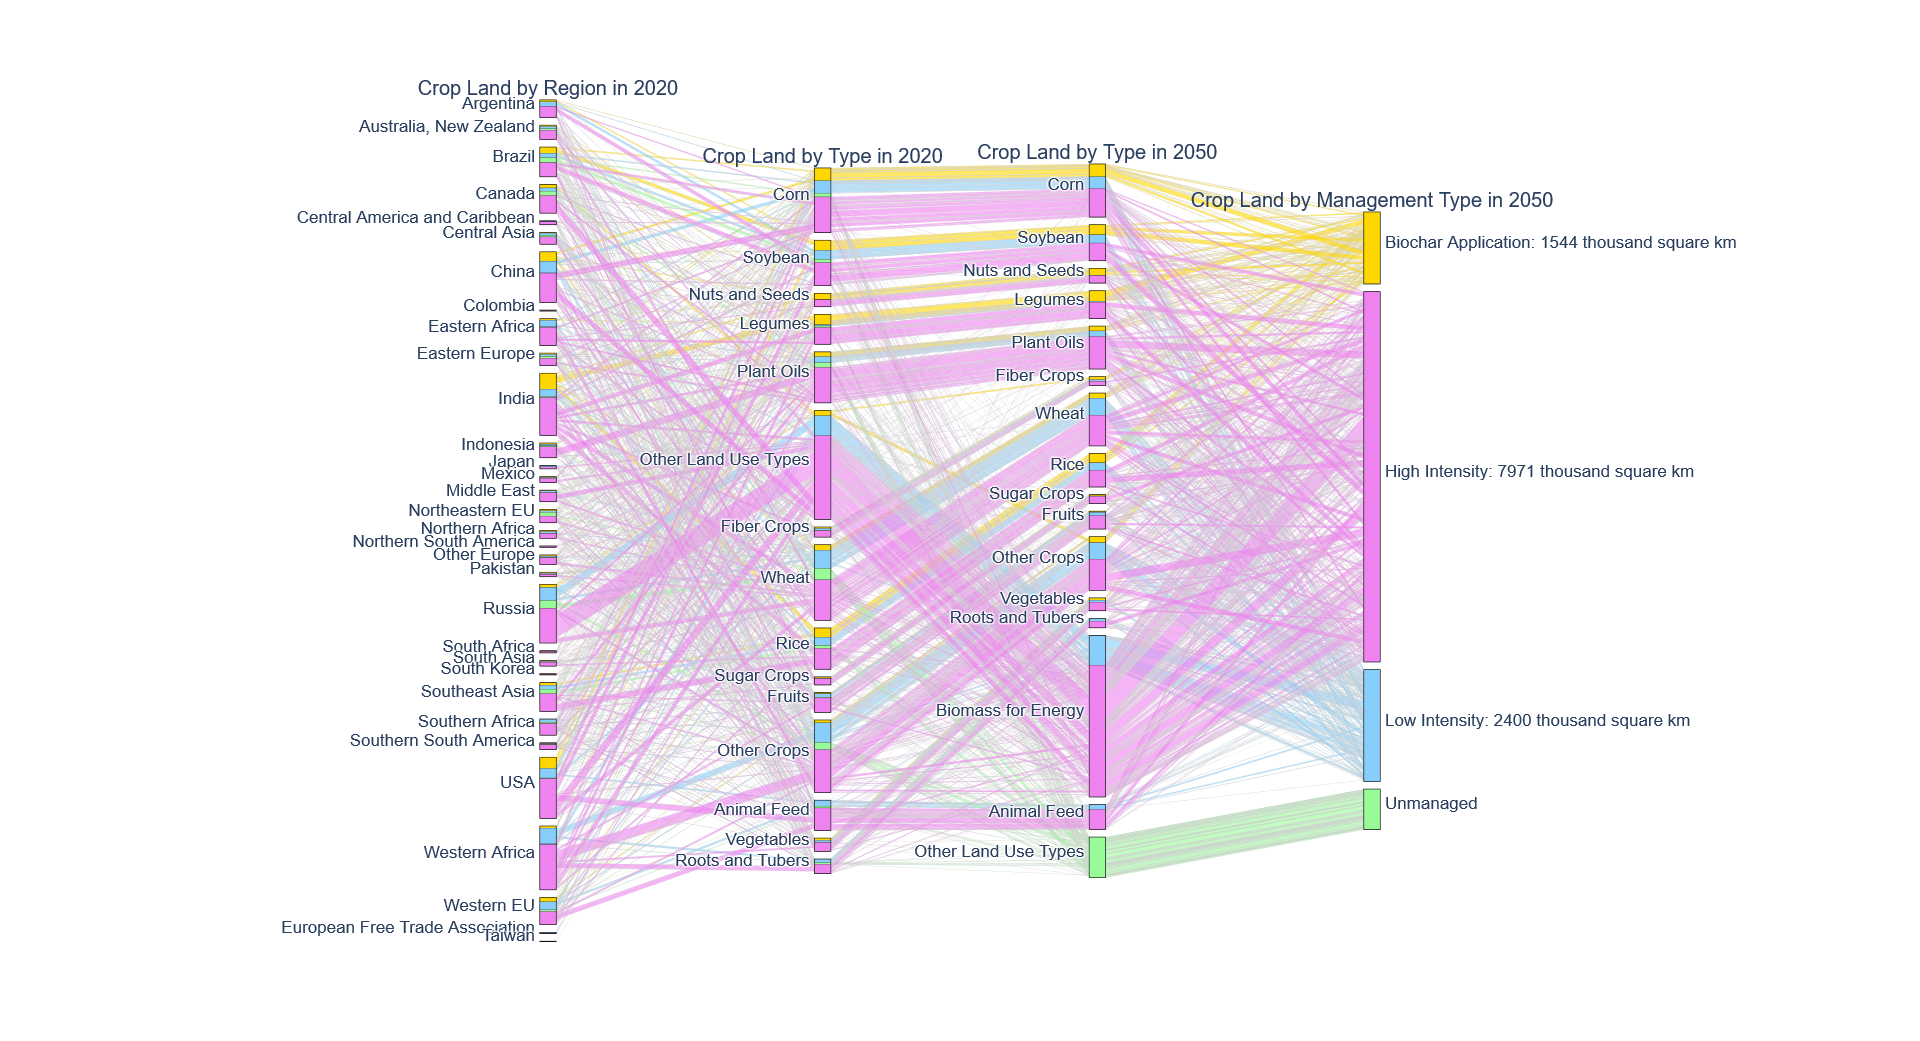 Crop Land by Region in 2020
Argentina
Australia, New Zealand
Brazil
Canada
Central America and Caribbean
Central Asia
China
Colombia
Eastern Africa
Eastern Europe
India
Indonesia
Japan
Mexico
Middle East
Northeastern EU
Northern Africa
Northern South America
Other Europe
Pakistan
Russia
South Africa
South Asia
South Korea
Southeast Asia
Southern Africa
Southern South America
USA
Western Africa
Western EU
European Free Trade Association
Taiwan
Crop Land by Type in 2020
Corn
Soybean
Nuts and Seeds
Legumes
Plant Oils
Other Land Use Types
Fiber Crops
Wheat
Rice
Sugar Crops
Fruits
Other Crops
Animal Feed
Vegetables
Roots and Tubers
Crop Land by Type in 2050
Corn
Soybean
Nuts and Seeds
Legumes
Plant Oils
Fiber Crops
Wheat
Rice
Sugar Crops
Fruits
Other Crops
Vegetables
Roots and Tubers
Biomass for Energy
Animal Feed
Other Land Use Types
Crop Land by Management Type in 2050
Biochar Application: 1544 thousand square km
High Intensity: 7971 thousand square km
Low Intensity: 2400 thousand square km
Unmanaged